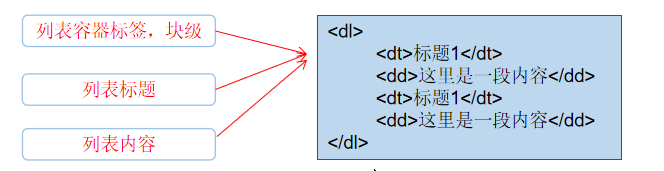 列表容器标签，块级
列表标题
列表内容
<dl>
<dt>标题1</dt>
<dd>这里是一段内容</dd>
<dt>标题1</dt>
<dd>这里是一段内容</dd>
</dl>